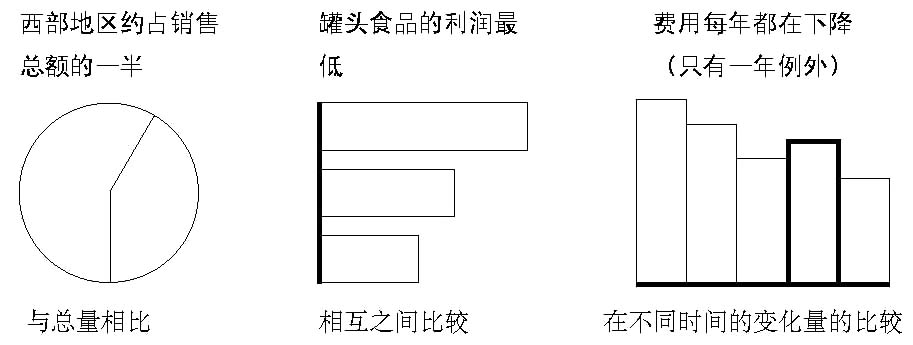 西部地区约占销售
总额的一半
罐头食品的利润最
低
费用每年都在下降
（只有一年例外）
与总量相比
相互之间比较
在不同时间的变化量的比较